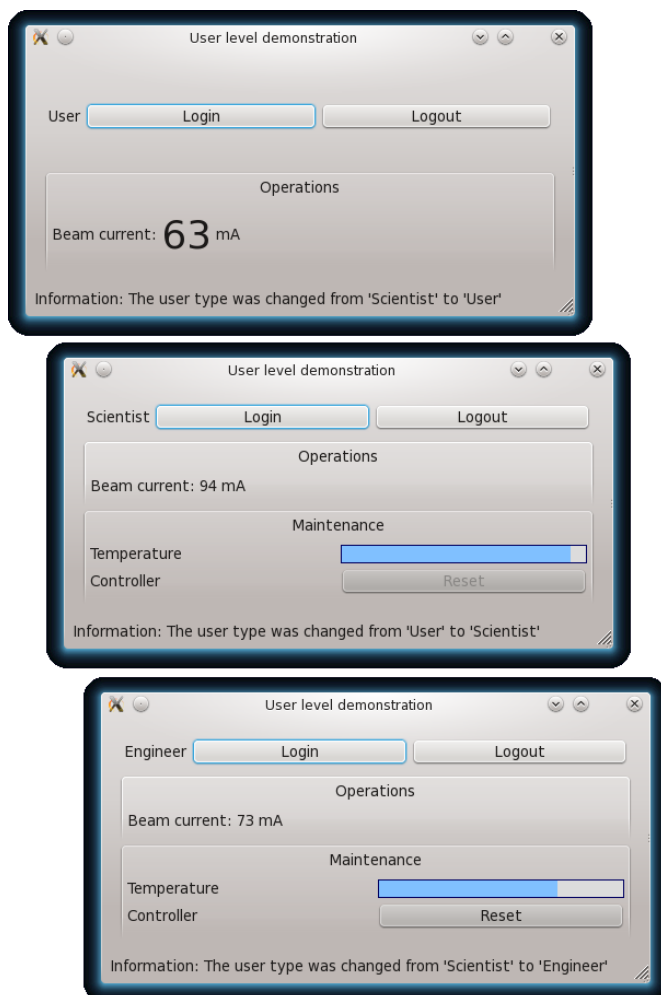 User level demonstration
User Login Logout
Operations
Beam current: 63 mA
Information: The user type was changed from 'Scientist' to 'User'
User level demonstration
Scientist Login Logout
Operations
Beam current: 94 mA
Maintenance
Temperature
Controller Reset
Information: The user type was changed from 'User' to 'Scientist'
User level demonstration
Engineer Login Logout
Operations
Beam current: 73 mA
Maintenance
Temperature
Controller Reset
Information: The user type was changed from 'Scientist' to 'Engineer'